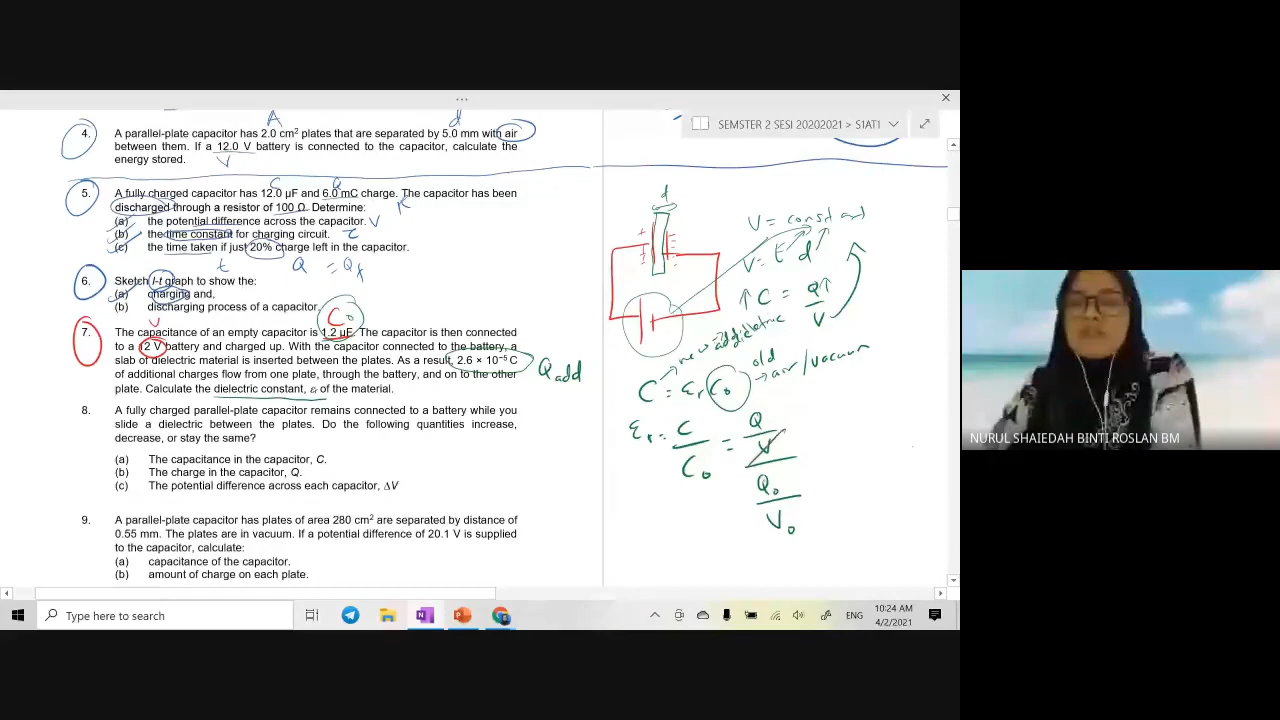 SEMSTER 2 SESI 20202021 > S1AT1
A
d
4. A parallel-plate capacitor has 2.0 cm² plates that are separated by 5.0 mm with air
between them. If a 12.0 V battery is connected to the capacitor, calculate the
energy stored.
V
C
Q
5. A fully charged capacitor has 12.0 µF and 6.0 mC charge. The capacitor has been
discharged through a resistor of 100 Ω. Determine:
R
(a) the potential difference across the capacitor. V
(b) the time constant for charging circuit. τ
(c) the time taken if just 20% charge left in the capacitor.
t
Q = Qf
6. Sketch I-t graph to show the:
(a) charging and,
(b) discharging process of a capacitor.
V
C₀
7. The capacitance of an empty capacitor is 1.2 µF. The capacitor is then connected
to a 12 V battery and charged up. With the capacitor connected to the battery, a
slab of dielectric material is inserted between the plates. As a result, 2.6 × 10⁻⁵ C
of additional charges flow from one plate, through the battery, and on to the other
plate. Calculate the dielectric constant, εr of the material.
Q add
8. A fully charged parallel-plate capacitor remains connected to a battery while you
slide a dielectric between the plates. Do the following quantities increase,
decrease, or stay the same?
(a) The capacitance in the capacitor, C.
(b) The charge in the capacitor, Q.
(c) The potential difference across each capacitor, ΔV
9. A parallel-plate capacitor has plates of area 280 cm² are separated by distance of
0.55 mm. The plates are in vacuum. If a potential difference of 20.1 V is supplied
to the capacitor, calculate:
(a) capacitance of the capacitor.
(b) amount of charge on each plate.
d
V = constant
V = E d
↑ C = Q↑
V
new → dielectric
old
→ air/vacuum
C = εr C₀
εr = C = Q
C₀ V
Q₀
V₀
NURUL SHAIEDAH BINTI ROSLAN BM
Type here to search
ENG
10:24 AM
4/2/2021